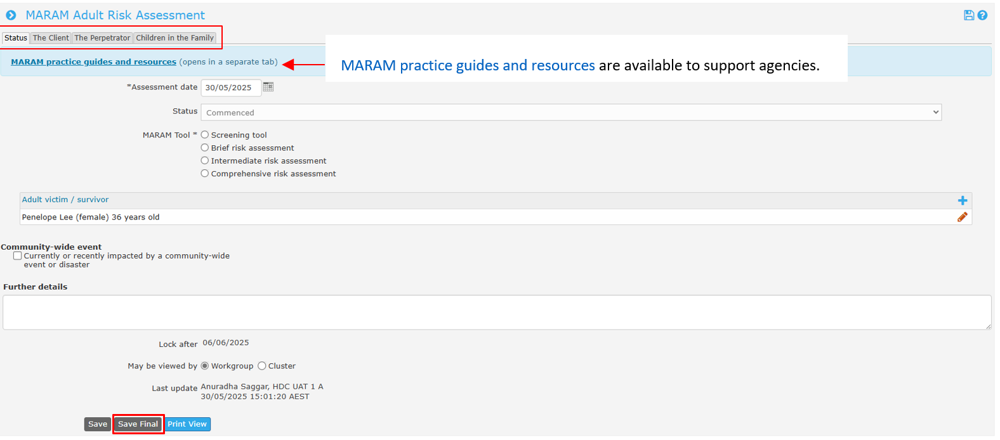 MARAM Adult Risk Assessment
Status The Client The Perpetrator Children in the Family
MARAM practice guides and resources (opens in a separate tab)
MARAM practice guides and resources are available to support agencies.
*Assessment date 30/05/2025
Status Commenced
MARAM Tool * Screening tool
Brief risk assessment
Intermediate risk assessment
Comprehensive risk assessment
Adult victim / survivor
Penelope Lee (female) 36 years old
Community-wide event
Currently or recently impacted by a community-wide
event or disaster
Further details
Lock after 06/06/2025
May be viewed by Workgroup Cluster
Last update Anuradha Saggar, HDC UAT 1 A
30/05/2025 15:01:20 AEST
Save Save Final Print View